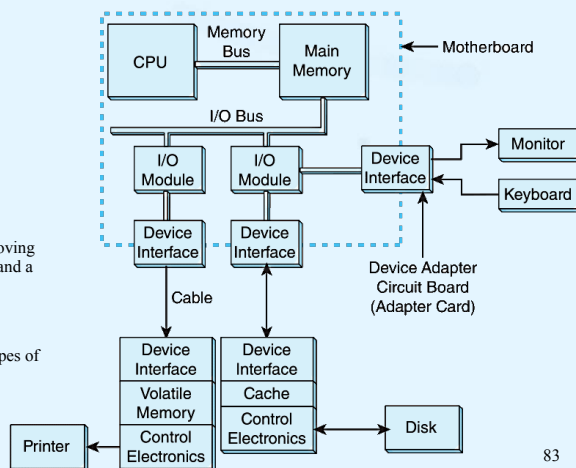 CPU
Memory
Bus
Main
Memory
Motherboard
I/O Bus
I/O
Module
I/O
Module
Device
Interface
Monitor
Keyboard
Device
Interface
Device
Interface
Device Adapter
Circuit Board
(Adapter Card)
oving
and a
Cable
pes of
Device
Interface
Volatile
Memory
Control
Electronics
Device
Interface
Cache
Control
Electronics
Disk
Printer
83